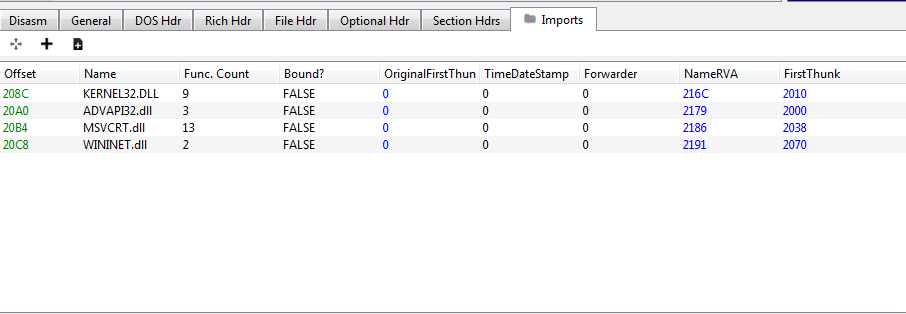 Disasm General DOS Hdr Rich Hdr File Hdr Optional Hdr Section Hdrs Imports
Offset Name Func. Count Bound? OriginalFirstThun TimeDateStamp Forwarder NameRVA FirstThunk
208C KERNEL32.DLL 9 FALSE 0 0 0 216C 2010
20A0 ADVAPI32.dll 3 FALSE 0 0 0 2179 2000
20B4 MSVCRT.dll 13 FALSE 0 0 0 2186 2038
20C8 WININET.dll 2 FALSE 0 0 0 2191 2070